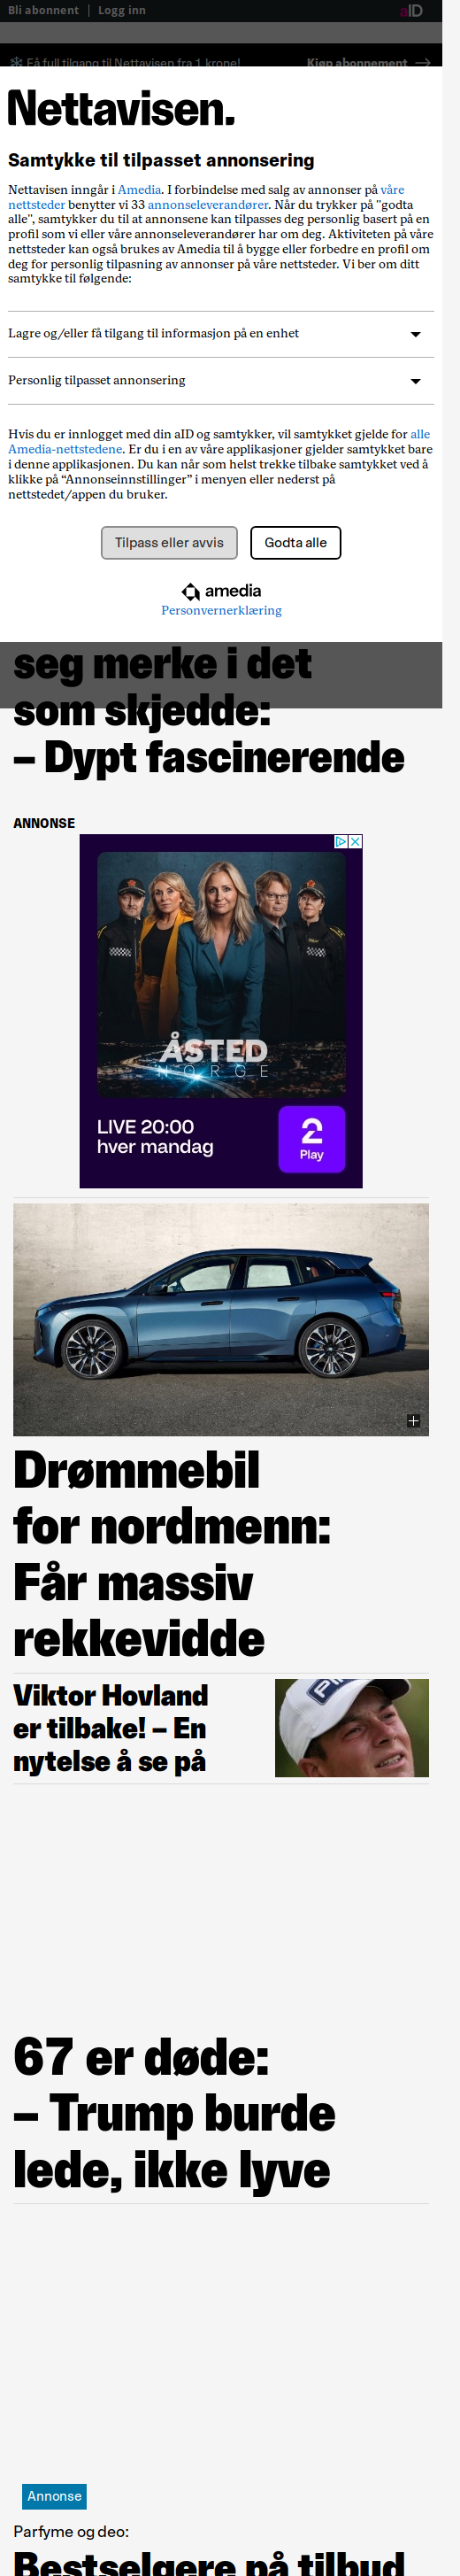 Bli abonnent | Logg inn
aID
Få full tilgang til Nettavisen fra 1 krone!
Kjøp abonnement →
Nettavisen.
Samtykke til tilpasset annonsering
Nettavisen inngår i Amedia. I forbindelse med salg av annonser på våre
nettsteder benytter vi 33 annonseleverandører. Når du trykker på "godta
alle", samtykker du til at annonsene kan tilpasses deg personlig basert på en
profil som vi eller våre annonseleverandører har om deg. Aktiviteten på våre
nettsteder kan også brukes av Amedia til å bygge eller forbedre en profil om
deg for personlig tilpasning av annonser på våre nettsteder. Vi ber om ditt
samtykke til følgende:
Lagre og/eller få tilgang til informasjon på en enhet
Personlig tilpasset annonsering
Hvis du er innlogget med din aID og samtykker, vil samtykket gjelde for alle
Amedia-nettstedene. Er du i en av våre applikasjoner gjelder samtykket bare
i denne applikasjonen. Du kan når som helst trekke tilbake samtykket ved å
klikke på “Annonseinnstillinger” i menyen eller nederst på
nettstedet/appen du bruker.
Tilpass eller avvis
Godta alle
amedia
Personvernerklæring
seg merke i det
som skjedde:
– Dypt fascinerende
ANNONSE
ÅSTED
NORGE
LIVE 20:00
hver mandag
2
Play
Drømmebil
for nordmenn:
Får massiv
rekkevidde
Viktor Hovland
er tilbake! – En
nytelse å se på
67 er døde:
– Trump burde
lede, ikke lyve
Annonse
Parfyme og deo:
Bestselgere på tilbud